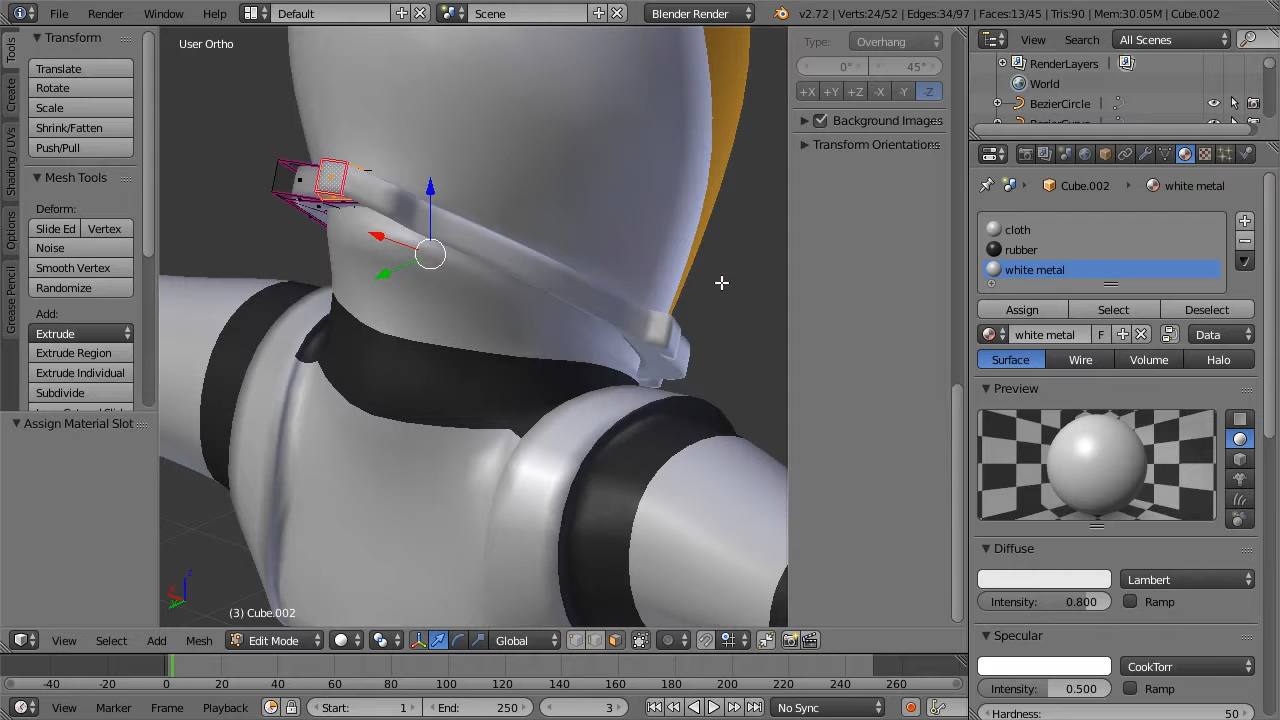 File Render Window Help Default Scene Blender Render v2.72 | Verts:24/52 | Edges:34/97 | Faces:13/45 | Tris:90 | Mem:30.05M | Cube.002
Tools
Create
Shading / UVs
Options
Grease Pencil
Transform
Translate
Rotate
Scale
Shrink/Fatten
Push/Pull
Mesh Tools
Deform:
Slide Ed Vertex
Noise
Smooth Vertex
Randomize
Add:
Extrude
Extrude Region
Extrude Individual
Subdivide
Assign Material Slot
User Ortho
(3) Cube.002
Type: Overhang
0° 45°
+X +Y +Z -X -Y -Z
Background Images
Transform Orientations
View Search All Scenes
RenderLayers
World
BezierCircle
Cube.002 white metal
cloth
rubber
white metal
Assign Select Deselect
white metal F Data
Surface Wire Volume Halo
Preview
Diffuse
Lambert
Intensity: 0.800 Ramp
Specular
CookTorr
Intensity: 0.500 Ramp
Hardness: 50
View Select Add Mesh Edit Mode Global
-40 -20 0 20 40 60 80 100 120 140 160 180 200 220 240 260
View Marker Frame Playback Start: 1 End: 250 3 No Sync